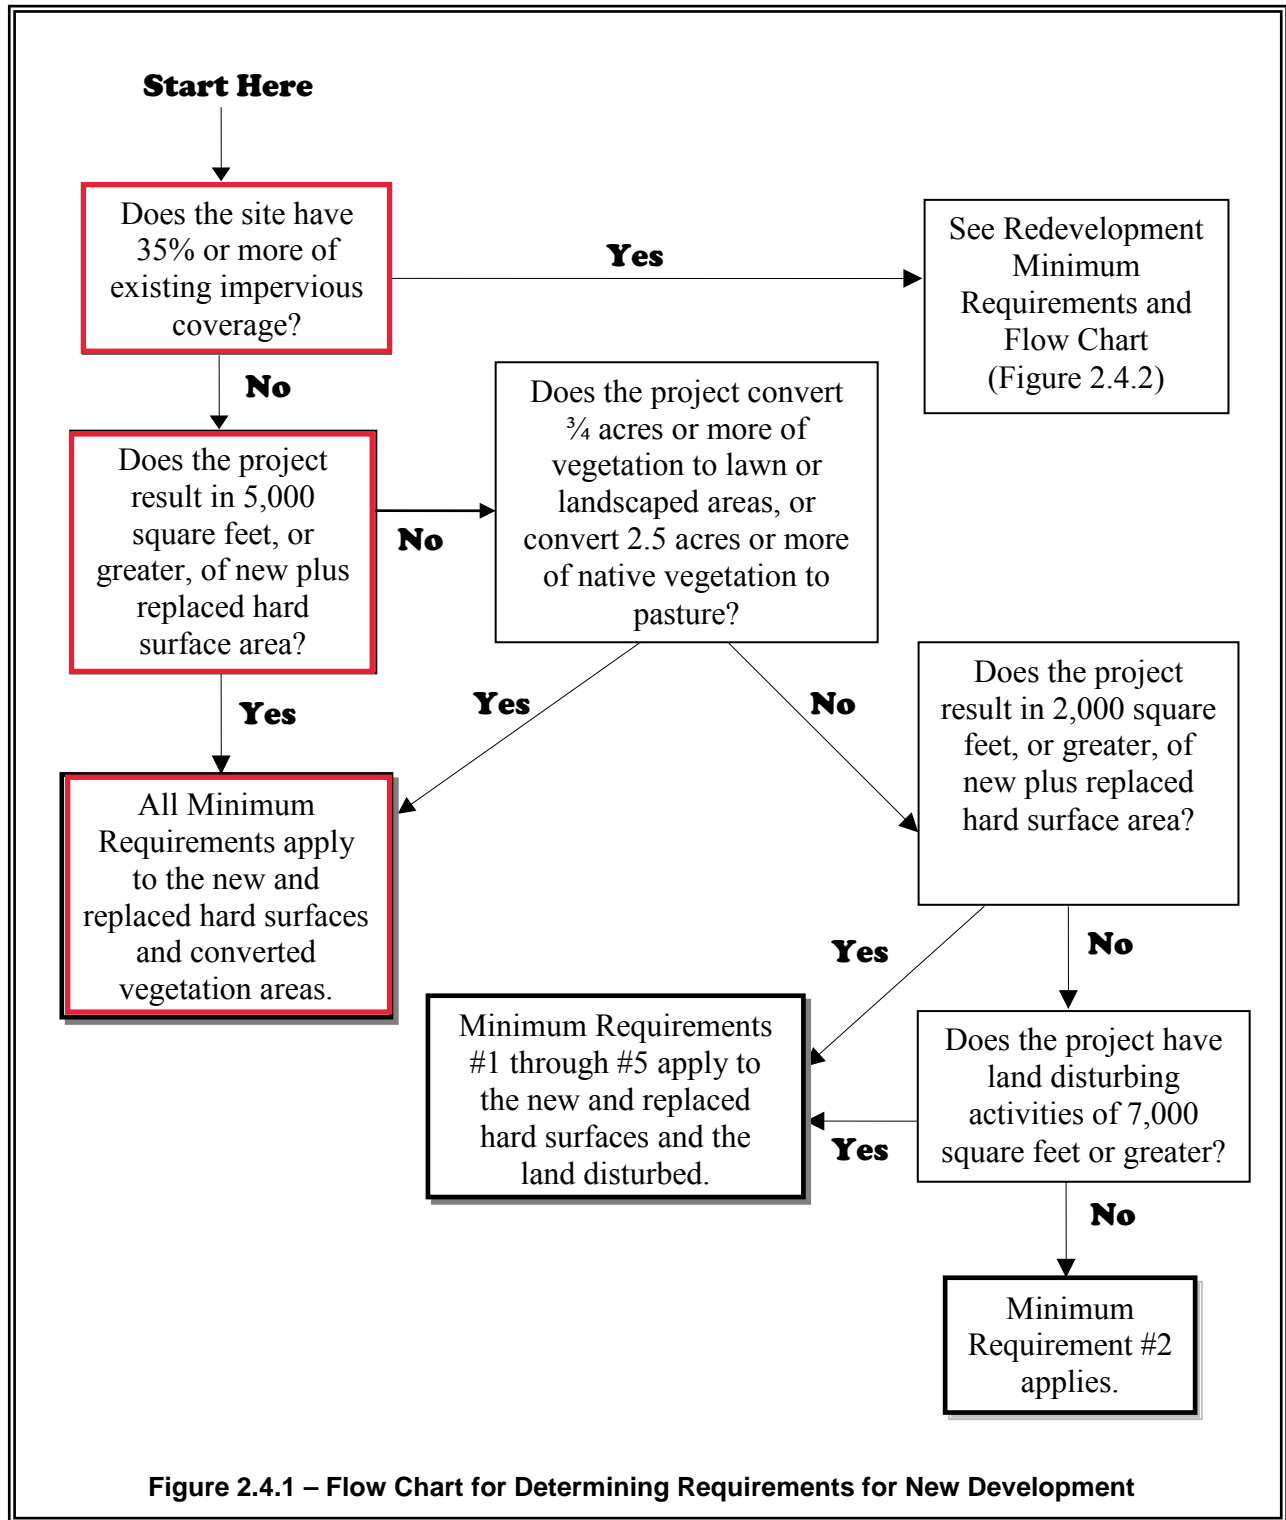 Start Here
Does the site have
35% or more of
existing impervious
coverage?
Yes
See Redevelopment
Minimum
Requirements and
Flow Chart
(Figure 2.4.2)
No
Does the project
result in 5,000
square feet, or
greater, of new plus
replaced hard
surface area?
No
Does the project convert
¾ acres or more of
vegetation to lawn or
landscaped areas, or
convert 2.5 acres or more
of native vegetation to
pasture?
Yes
Yes
No
All Minimum
Requirements apply
to the new and
replaced hard surfaces
and converted
vegetation areas.
Does the project
result in 2,000 square
feet, or greater, of
new plus replaced
hard surface area?
Yes
No
Minimum Requirements
#1 through #5 apply to
the new and replaced
hard surfaces and the
land disturbed.
Does the project have
land disturbing
activities of 7,000
square feet or greater?
Yes
No
Minimum
Requirement #2
applies.
Figure 2.4.1 – Flow Chart for Determining Requirements for New Development